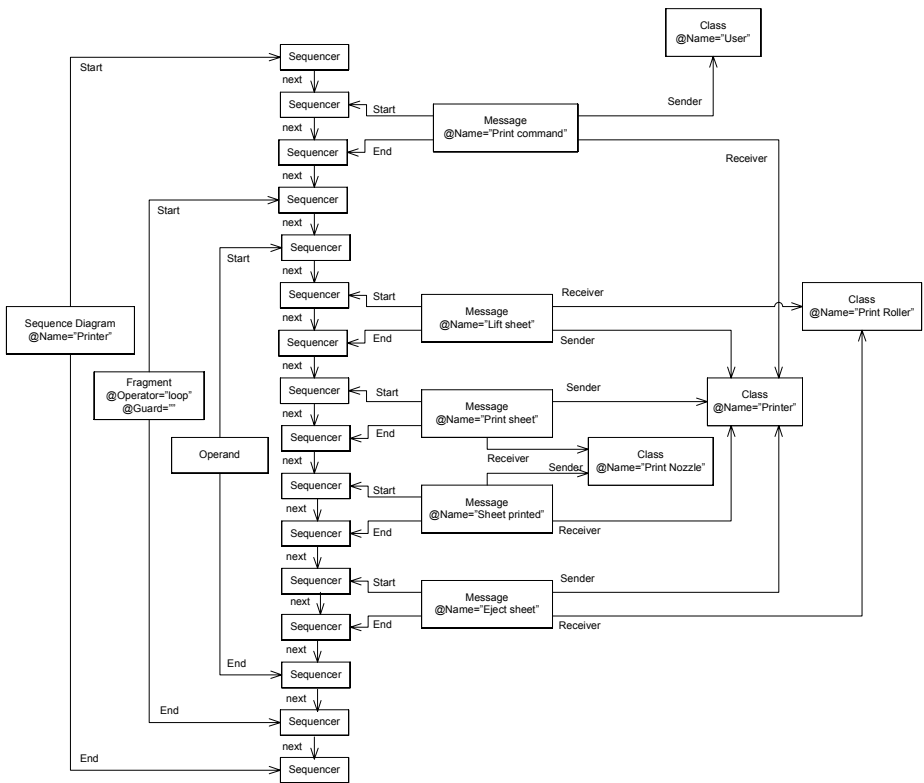 Class
@Name="User"
Sequencer
Start
next
Sequencer
Start
Sender
Message
@Name="Print command"
next
Sequencer
End
Receiver
next
Start
Sequencer
next
Start
Sequencer
next
Sequencer
Start
Receiver
Class
@Name="Print Roller"
Message
@Name="Lift sheet"
Sequence Diagram
@Name="Printer"
next
Sequencer
End
Sender
next
Fragment
@Operator="loop"
@Guard=""
Sequencer
Start
Sender
Class
@Name="Printer"
Message
@Name="Print sheet"
next
Sequencer
End
Operand
Receiver
Class
@Name="Print Nozzle"
next
Sender
Sequencer
Start
Message
@Name="Sheet printed"
next
Sequencer
End
Receiver
next
Sequencer
Start
Sender
Message
@Name="Eject sheet"
next
Sequencer
End
Receiver
next
End
Sequencer
next
End
Sequencer
next
End
Sequencer